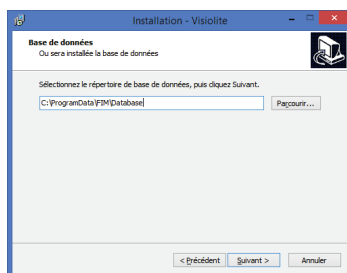 Installation - Visiolite
Base de données
Ou sera installée la base de données
Sélectionnez le répertoire de base de données, puis cliquez Suivant.
C:\ProgramData\FIM\Database
Parcourir...
< Précédent
Suivant >
Annuler